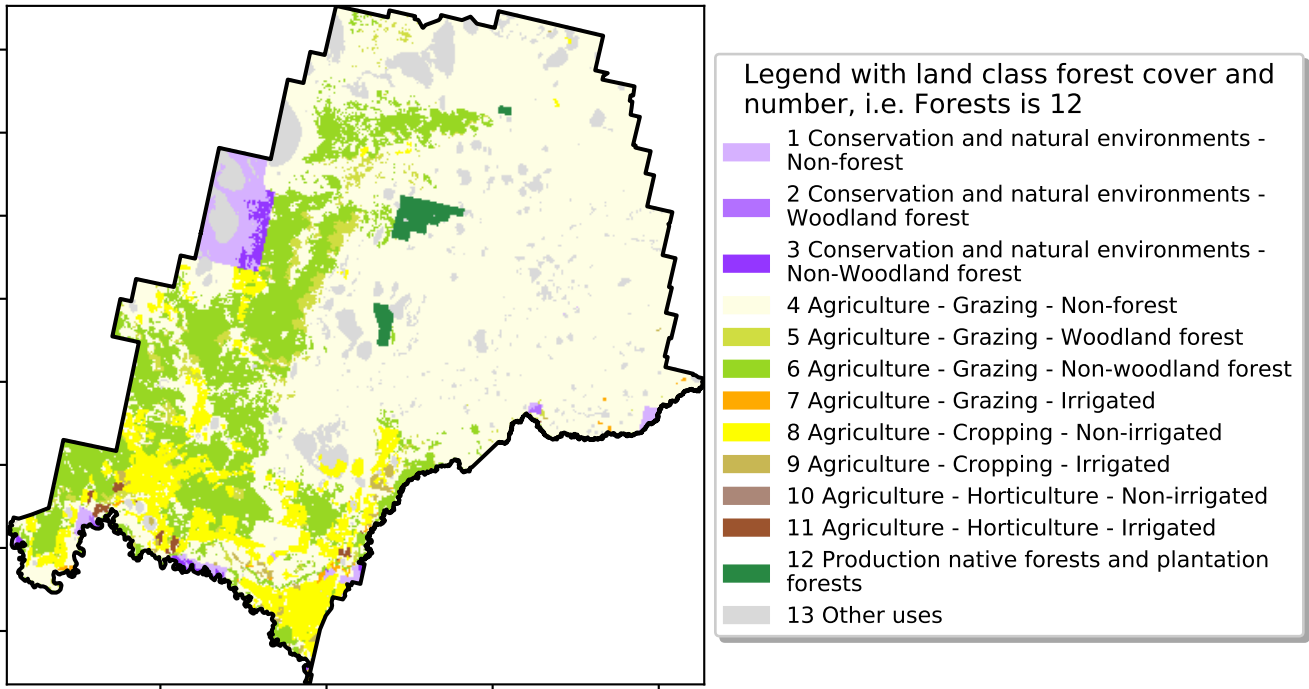 Legend with land class forest cover and
number, i.e. Forests is 12
1 Conservation and natural environments -
Non-forest
2 Conservation and natural environments -
Woodland forest
3 Conservation and natural environments -
Non-Woodland forest
4 Agriculture - Grazing - Non-forest
5 Agriculture - Grazing - Woodland forest
6 Agriculture - Grazing - Non-woodland forest
7 Agriculture - Grazing - Irrigated
8 Agriculture - Cropping - Non-irrigated
9 Agriculture - Cropping - Irrigated
10 Agriculture - Horticulture - Non-irrigated
11 Agriculture - Horticulture - Irrigated
12 Production native forests and plantation
forests
13 Other uses